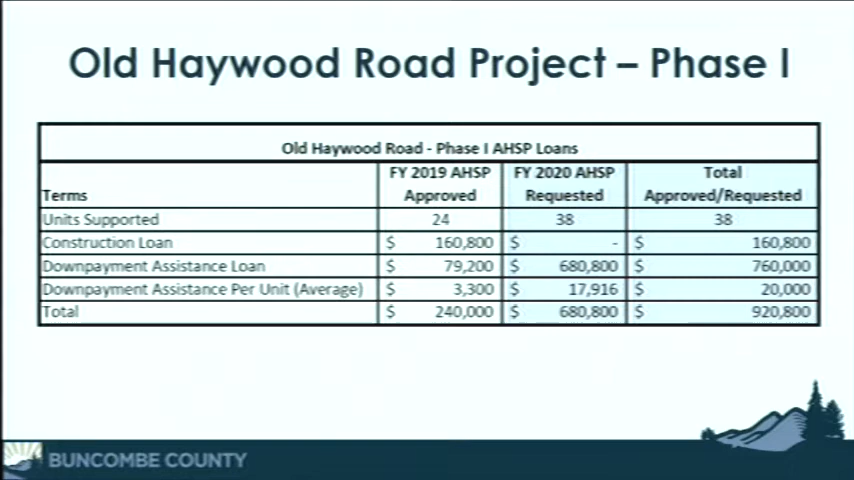 Old Haywood Road Project – Phase I
Old Haywood Road - Phase I AHSP Loans
Terms FY 2019 AHSP Approved FY 2020 AHSP Requested Total Approved/Requested
Units Supported 24 38 38
Construction Loan $ 160,800 $ - $ 160,800
Downpayment Assistance Loan $ 79,200 $ 680,800 $ 760,000
Downpayment Assistance Per Unit (Average) $ 3,300 $ 17,916 $ 20,000
Total $ 240,000 $ 680,800 $ 920,800
BUNCOMBE COUNTY